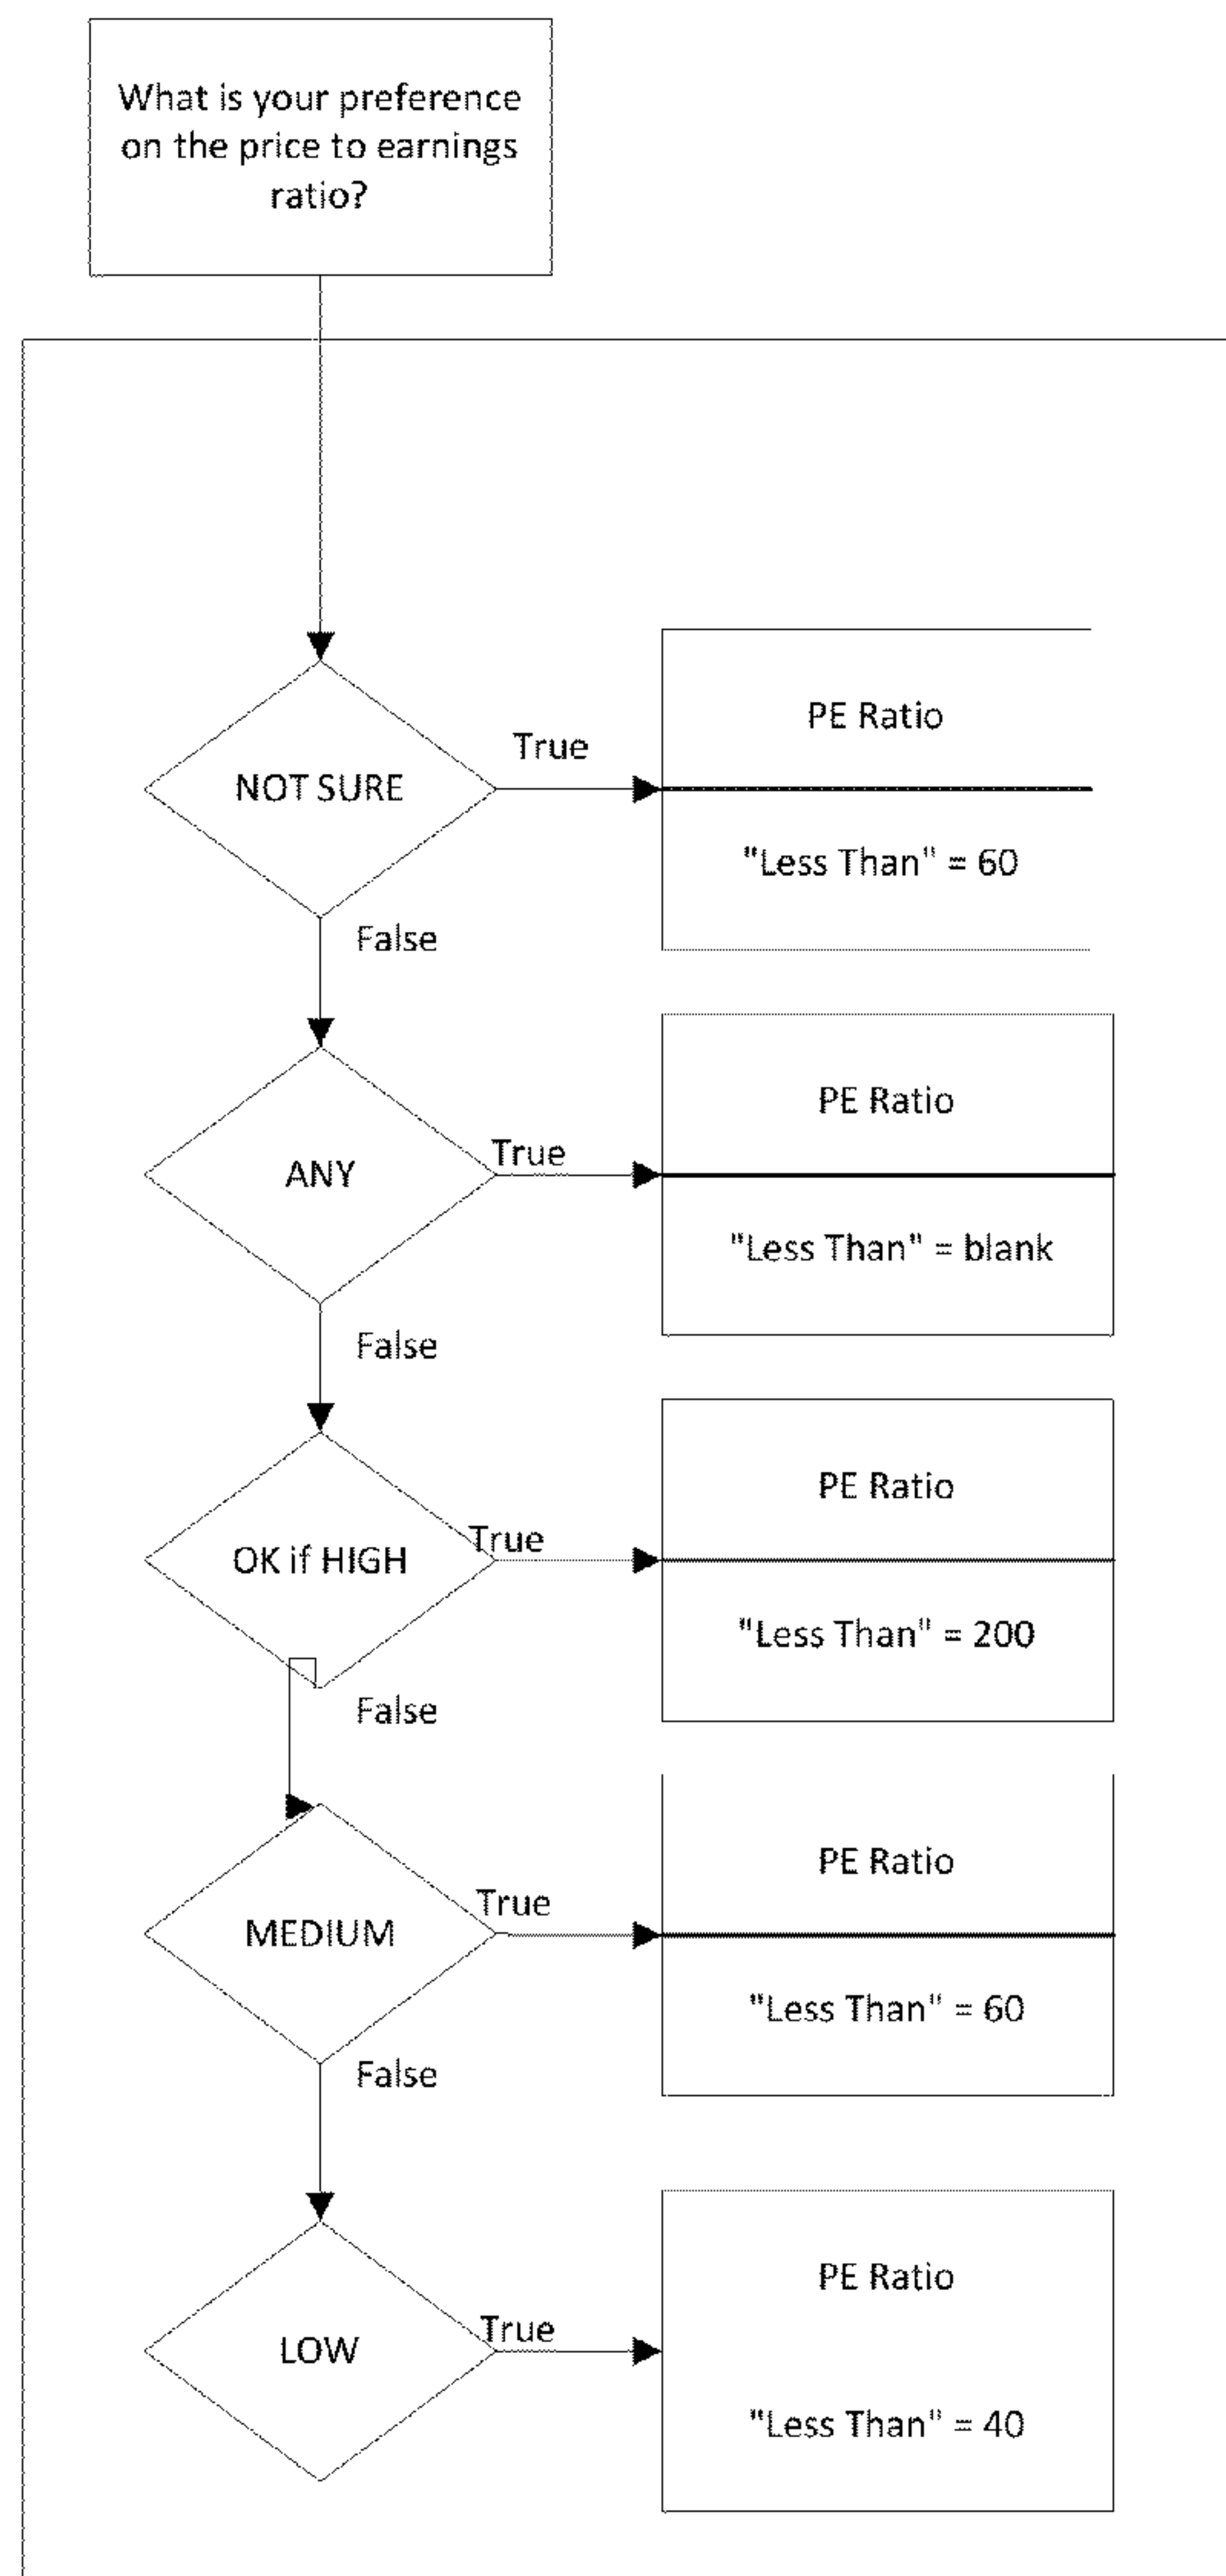 What is your preference
on the price to earnings
ratio?
NOT SURE
True
PE Ratio
"Less Than" = 60
False
ANY
True
PE Ratio
"Less Than" = blank
False
OK if HIGH
True
PE Ratio
"Less Than" = 200
False
MEDIUM
True
PE Ratio
"Less Than" = 60
False
LOW
True
PE Ratio
"Less Than" = 40